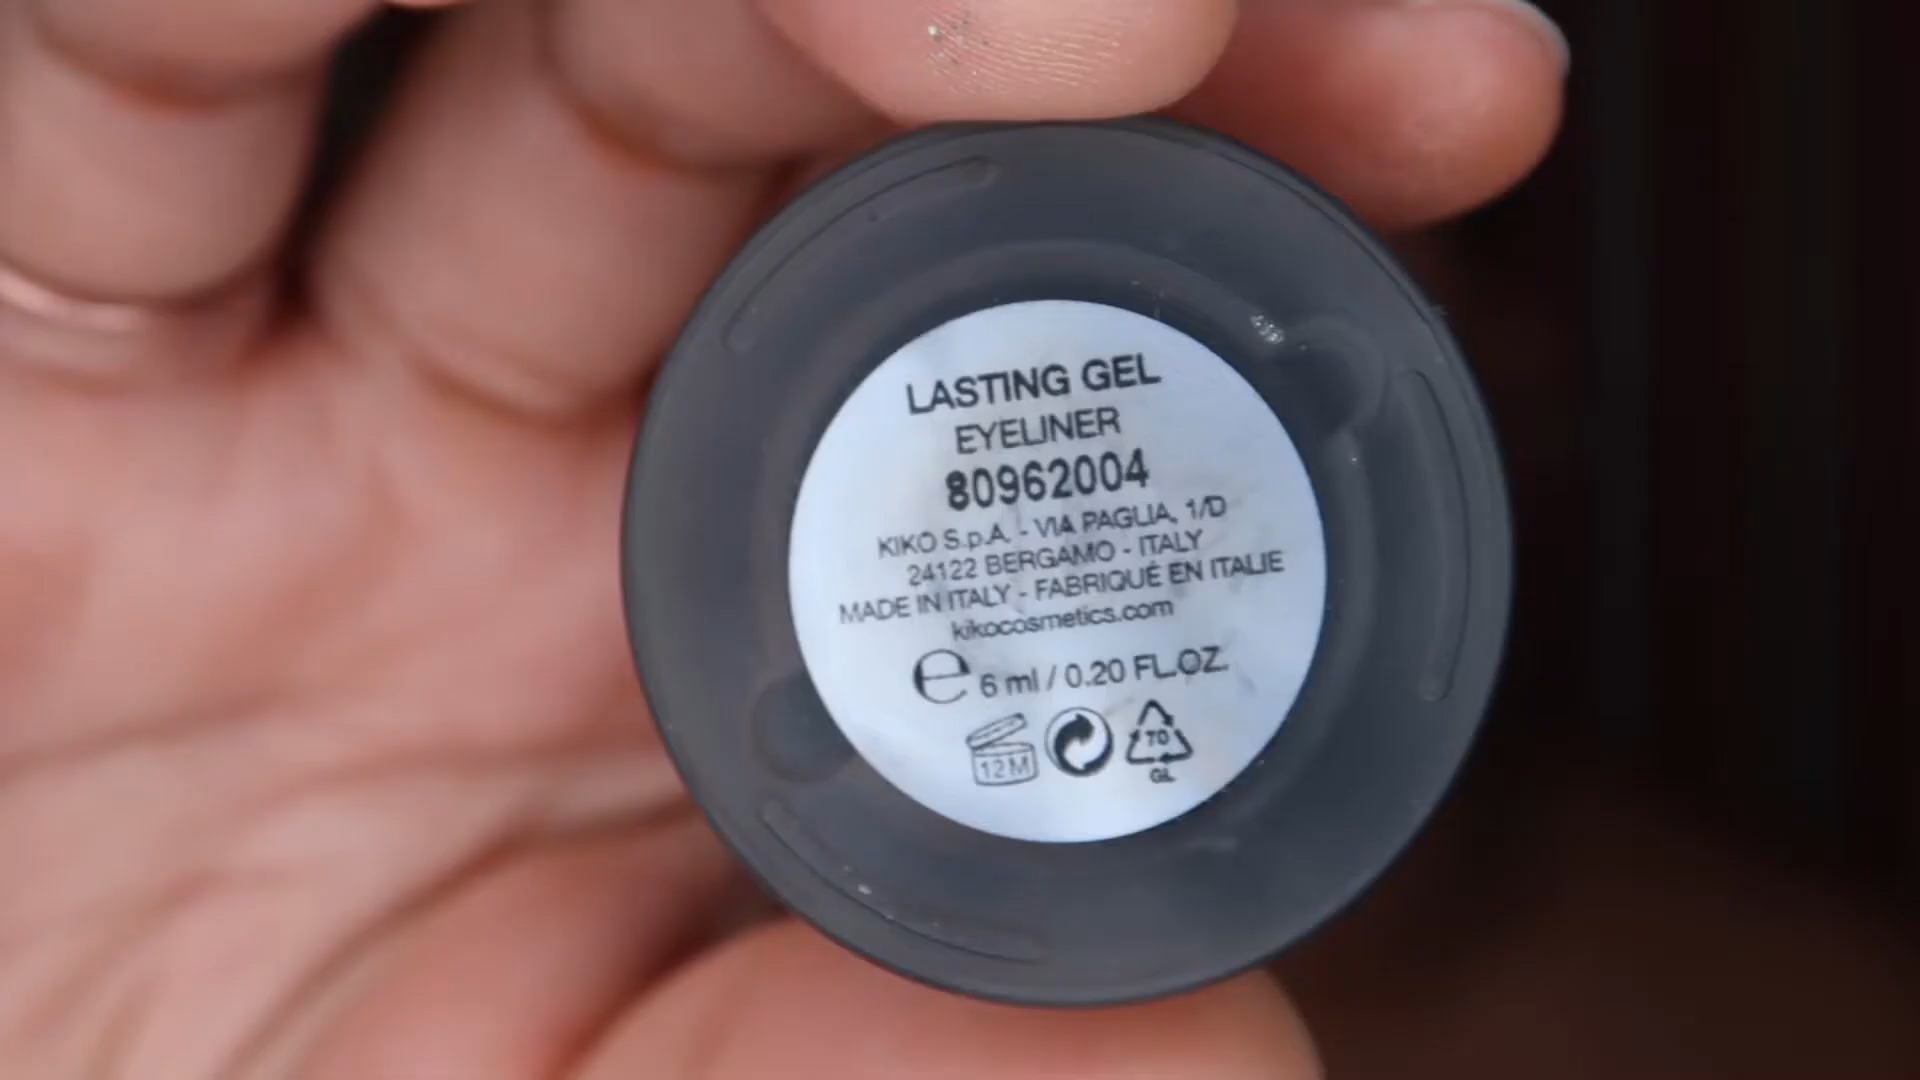 LASTING GEL
EYELINER
80962004
KIKO S.p.A. - VIA PAGLIA, 1/D
24122 BERGAMO - ITALY
MADE IN ITALY - FABRIQUÉ EN ITALIE
kikocosmetics.com
e 6 ml / 0.20 FL.OZ.
12M 70
GL